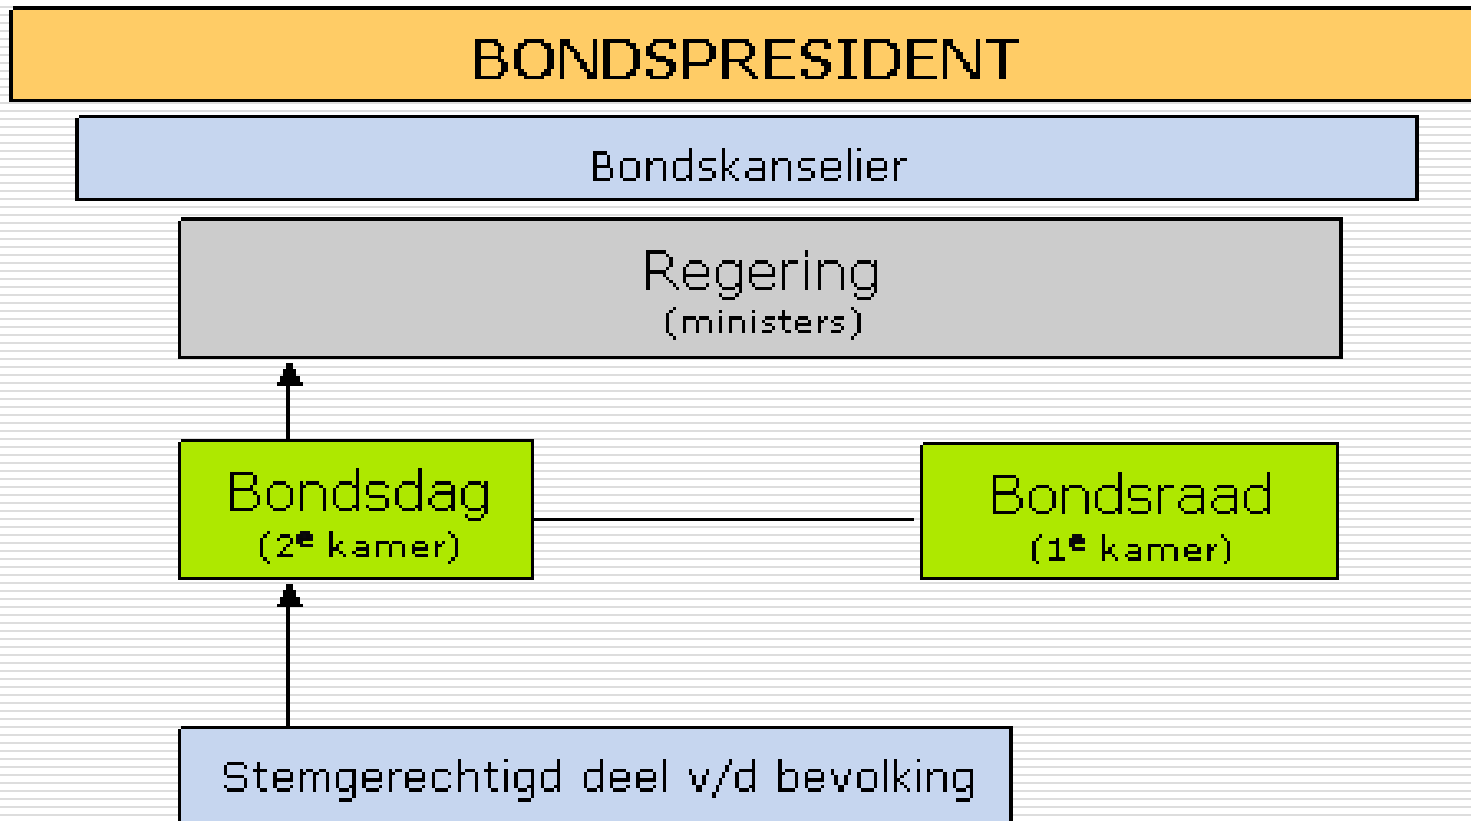 BONDSPRESIDENT
Bondskanselier
Regering
(ministers)
Bondsdag
(2ᵉ kamer)
Bondsraad
(1ᵉ kamer)
Stemgerechtigd deel v/d bevolking